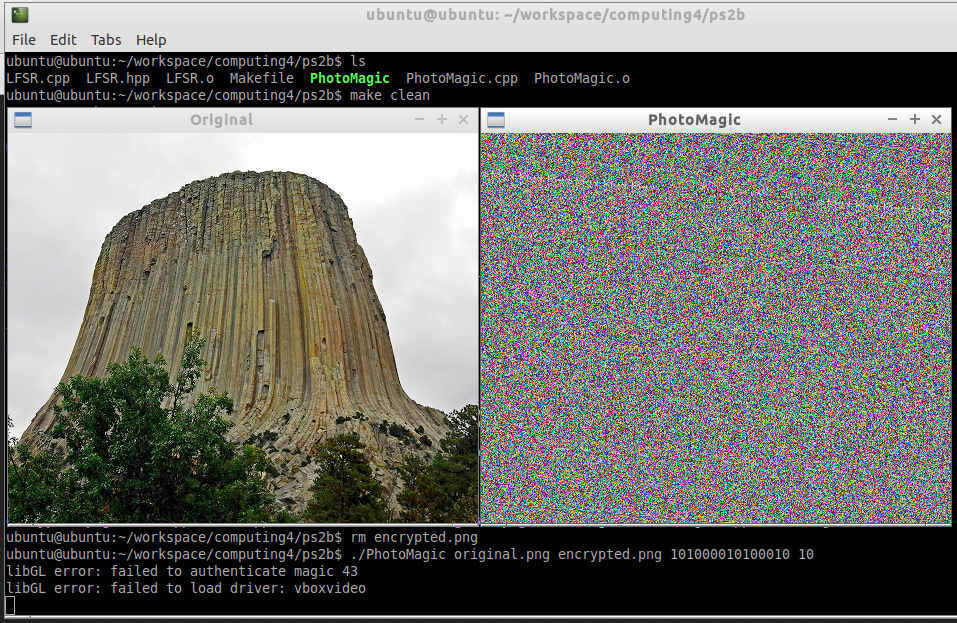 ubuntu@ubuntu: ~/workspace/computing4/ps2b
File Edit Tabs Help
ubuntu@ubuntu:~/workspace/computing4/ps2b$ ls
LFSR.cpp LFSR.hpp LFSR.o Makefile PhotoMagic PhotoMagic.cpp PhotoMagic.o
ubuntu@ubuntu:~/workspace/computing4/ps2b$ make clean
Original
PhotoMagic
ubuntu@ubuntu:~/workspace/computing4/ps2b$ rm encrypted.png
ubuntu@ubuntu:~/workspace/computing4/ps2b$ ./PhotoMagic original.png encrypted.png 101000010100010 10
libGL error: failed to authenticate magic 43
libGL error: failed to load driver: vboxvideo